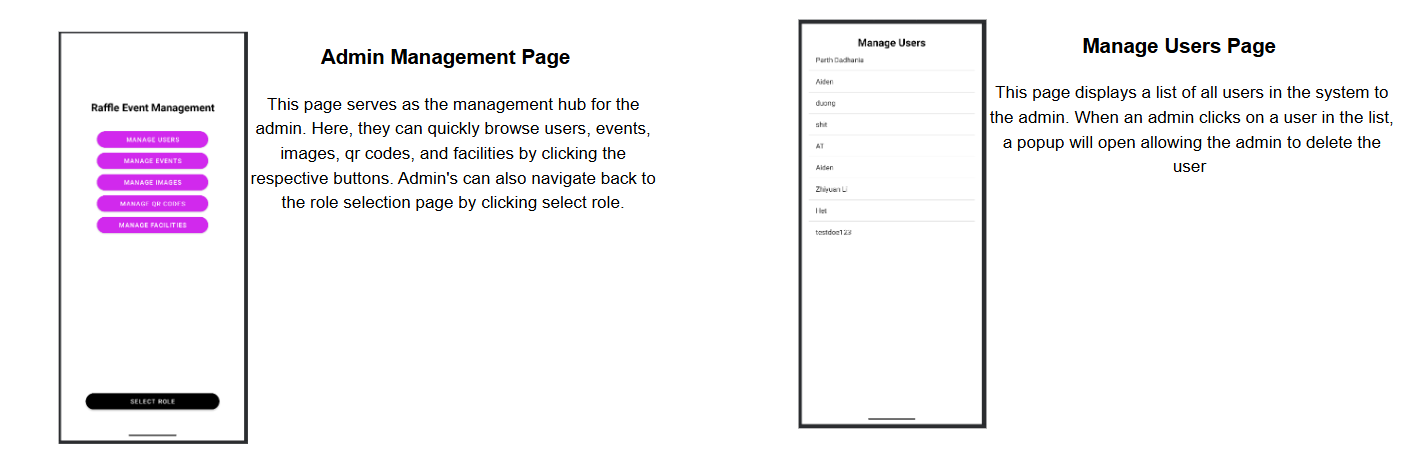 Raffle Event Management
MANAGE USERS
MANAGE EVENTS
MANAGE IMAGES
MANAGE QR CODES
MANAGE FACILITIES
SELECT ROLE
Admin Management Page
This page serves as the management hub for the
admin. Here, they can quickly browse users, events,
images, qr codes, and facilities by clicking the
respective buttons. Admin's can also navigate back to
the role selection page by clicking select role.
Manage Users
Parth Dadhania
Aiden
duong
shit
AT
Aiden
Zhiyuan Li
Het
testdoe123
Manage Users Page
This page displays a list of all users in the system to
the admin. When an admin clicks on a user in the list,
a popup will open allowing the admin to delete the
user